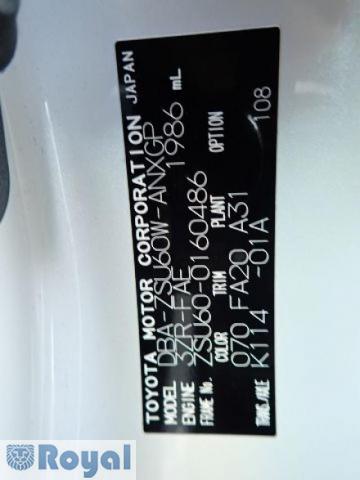 TOYOTA MOTOR CORPORATION JAPAN
MODEL DBA-ZSU60W-ANXGP
ENGINE 3ZR-FAE 1986 mL
FRAME No. ZSU60-0160486
COLOR TRIM PLANT OPTION
070 FA20 A31 108
TRANS./AXLE K114 -01A
Royal